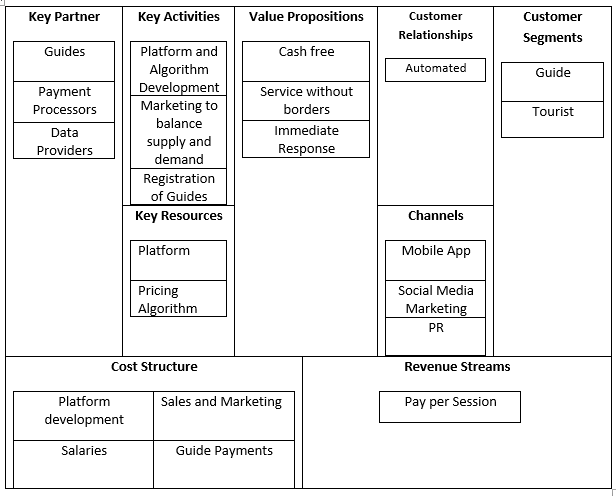 Key Partner
Guides
Payment
Processors
Data
Providers
Key Activities
Platform and
Algorithm
Development
Marketing to
balance
supply and
demand
Registration
of Guides
Key Resources
Platform
Pricing
Algorithm
Value Propositions
Cash free
Service without
borders
Immediate
Response
Customer
Relationships
Automated
Channels
Mobile App
Social Media
Marketing
PR
Customer
Segments
Guide
Tourist
Cost Structure
Platform
development
Sales and Marketing
Salaries
Guide Payments
Revenue Streams
Pay per Session